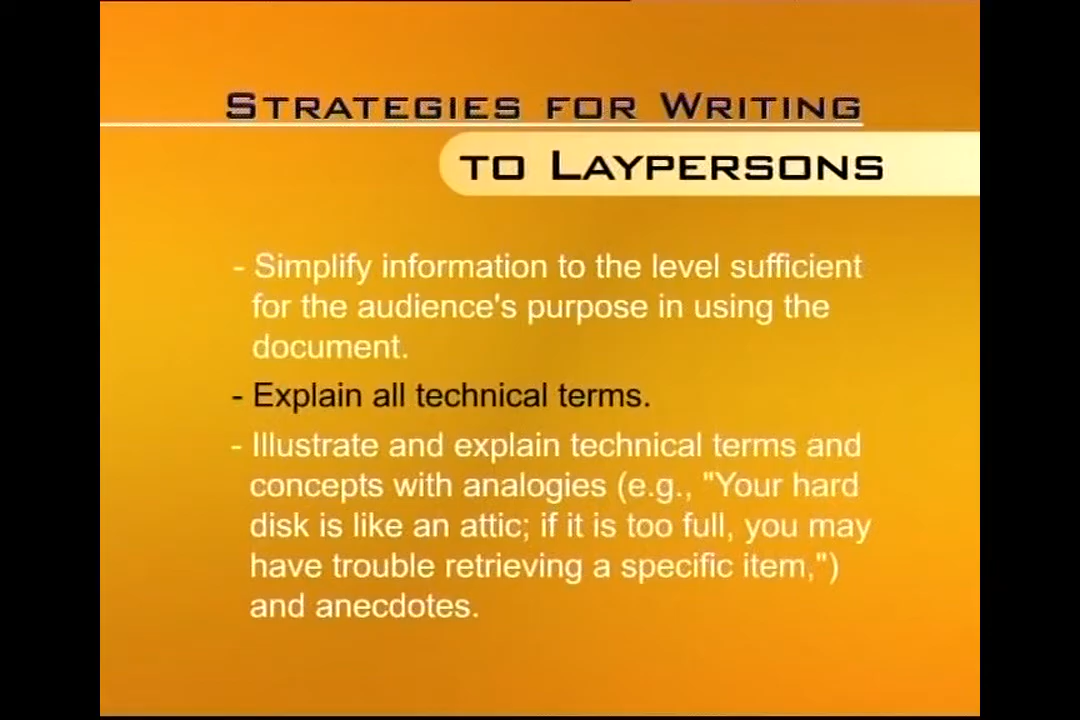 STRATEGIES FOR WRITING
TO LAYPERSONS
- Simplify information to the level sufficient
for the audience's purpose in using the
document.
- Explain all technical terms.
- Illustrate and explain technical terms and
concepts with analogies (e.g., "Your hard
disk is like an attic; if it is too full, you may
have trouble retrieving a specific item,")
and anecdotes.